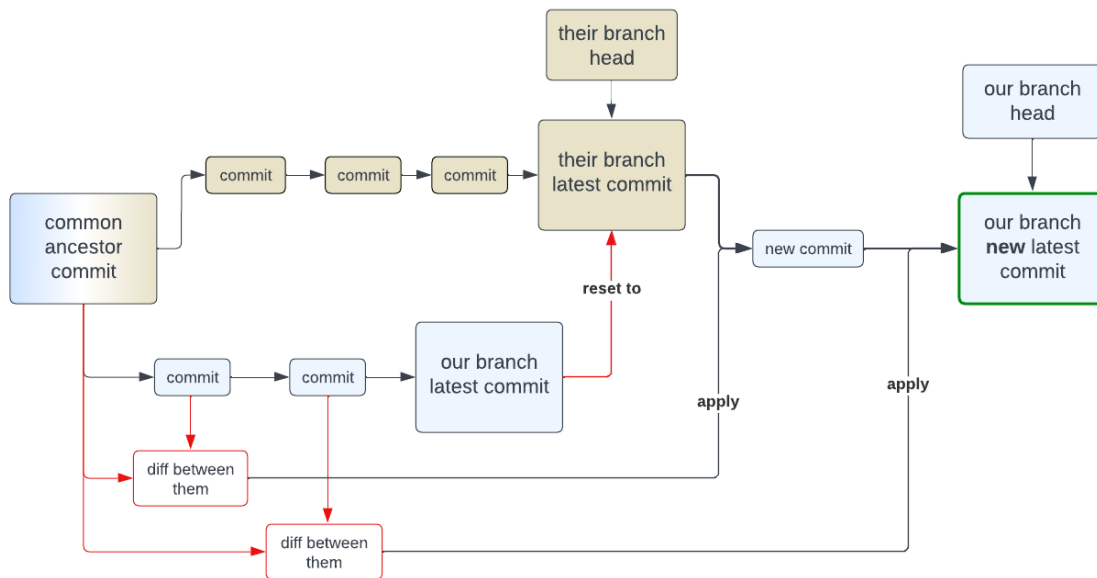 their branch
head
our branch
head
their branch
latest commit
commit
commit
commit
common
ancestor
commit
new commit
our branch
new latest
commit
reset to
our branch
latest commit
commit
commit
apply
apply
diff between
them
diff between
them